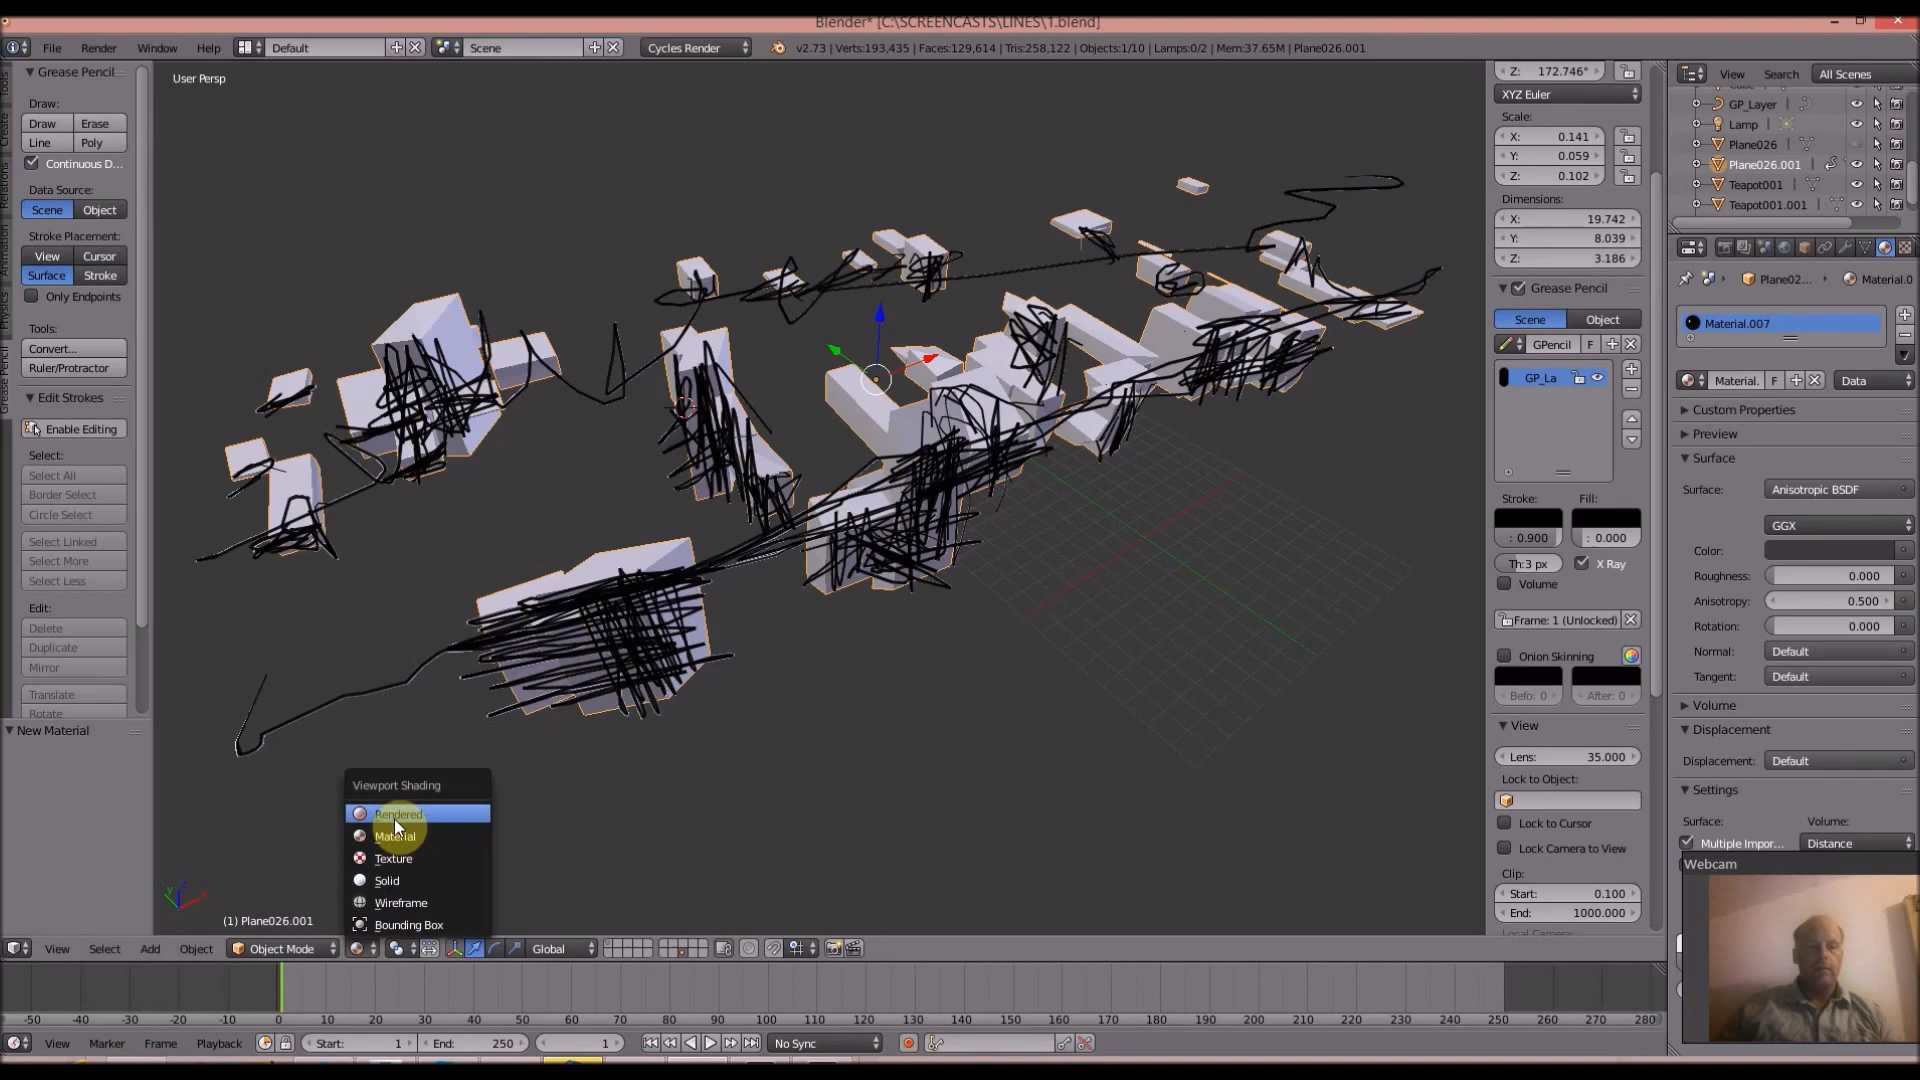 Blender* [C:\SCREENCASTS\LINES\T.blend]
File Render Window Help Default Scene Cycles Render v2.73 | Verts:193,435 | Faces:129,614 | Tris:258,122 | Objects:1/10 | Lamps:0/2 | Mem:37.65M | Plane026.001
Tools
Create
Relations
Animation
Physics
Grease Pencil
Grease Pencil
Draw:
Draw Erase
Line Poly
Continuous D...
Data Source:
Scene Object
Stroke Placement:
View Cursor
Surface Stroke
Only Endpoints
Tools:
Convert...
Ruler/Protractor
Edit Strokes
Enable Editing
Select:
Select All
Border Select
Circle Select
Select Linked
Select More
Select Less
Edit:
Delete
Duplicate
Mirror
Translate
Rotate
New Material
User Persp
Viewport Shading
Rendered
Material
Texture
Solid
Wireframe
Bounding Box
(1) Plane026.001
View Select Add Object Object Mode Global
Z: 172.746°
XYZ Euler
Scale:
X: 0.141
Y: 0.059
Z: 0.102
Dimensions:
X: 19.742
Y: 8.039
Z: 3.186
Grease Pencil
Scene Object
GPencil F
GP_La
Stroke: Fill:
: 0.900 : 0.000
Th:3 px X Ray
Volume
Frame: 1 (Unlocked)
Onion Skinning
Befo: 0 After: 0
View
Lens: 35.000
Lock to Object:
Lock to Cursor
Lock Camera to View
Clip:
Start: 0.100
End: 1000.000
Local Camera:
View Search All Scenes
Cube
GP_Layer
Lamp
Plane026
Plane026.001
Teapot001
Teapot001.001
Plane02... Material.0
Material.007
Material. F Data
Custom Properties
Preview
Surface
Surface: Anisotropic BSDF
GGX
Color:
Roughness: 0.000
Anisotropy: 0.500
Rotation: 0.000
Normal: Default
Tangent: Default
Volume
Displacement
Displacement: Default
Settings
Surface: Volume:
Multiple Impor... Distance
Webcam
-50 -40 -30 -20 -10 0 10 20 30 40 50 60 70 80 90 100 110 120 130 140 150 160 170 180 190 200 210 220 230 240 250 260 270 280
View Marker Frame Playback Start: 1 End: 250 1 No Sync